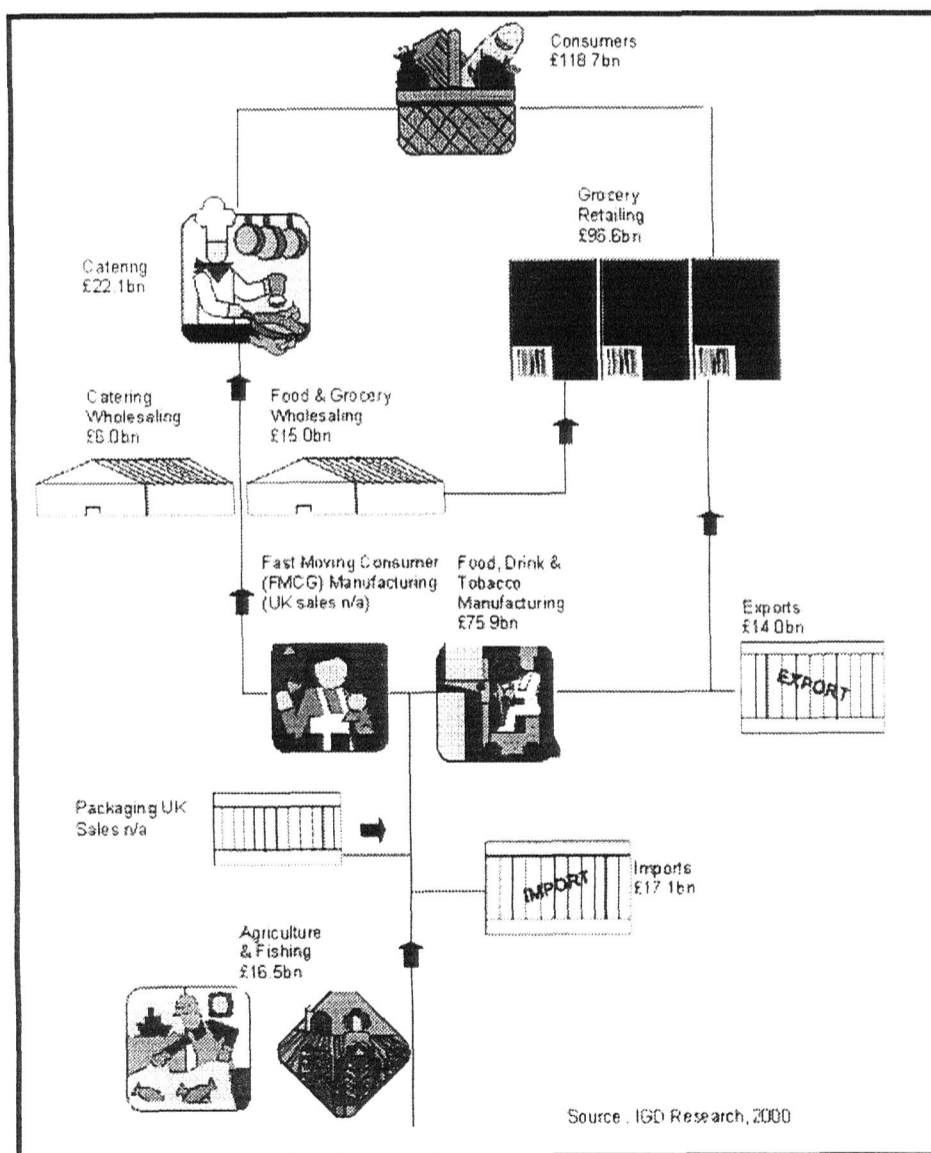 Consumers
£118.7bn
Grocery
Retailing
£96.6bn
Catering
£22.1bn
Catering
Wholesaling
£6.0bn
Food & Grocery
Wholesaling
£15.0bn
Fast Moving Consumer
(FMCG) Manufacturing
(UK sales n/a)
Food, Drink &
Tobacco
Manufacturing
£75.9bn
Exports
£14.0bn
EXPORT
Packaging UK
Sales n/a
IMPORT
Imports
£17.1bn
Agriculture
& Fishing
£16.5bn
Source : IGD Research, 2000